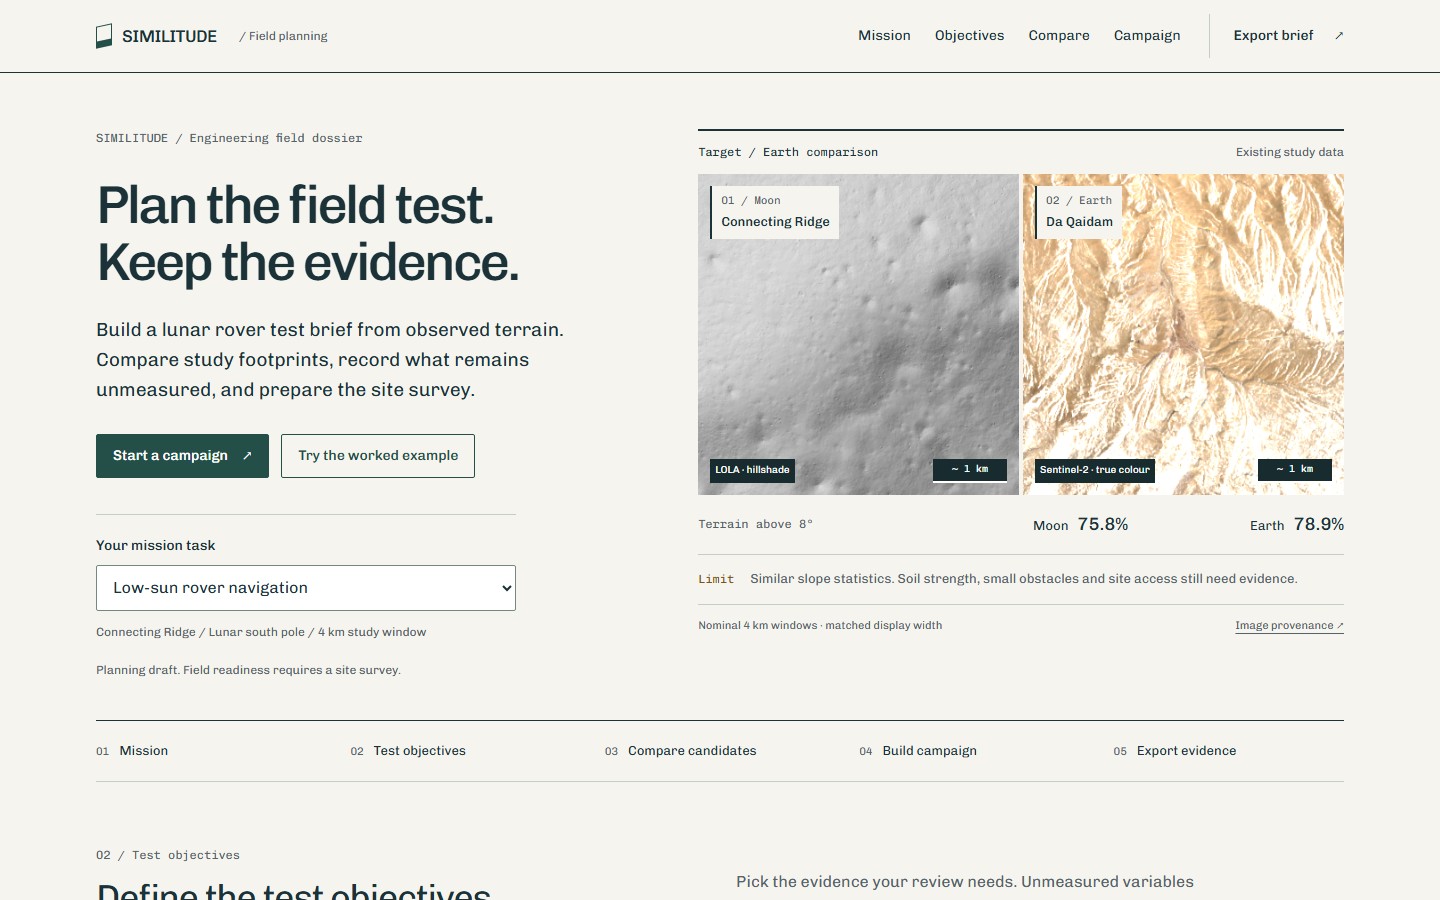 SIMILITUDE / Field planning
Mission Objectives Compare Campaign Export brief ↗
SIMILITUDE / Engineering field dossier
Plan the field test.
Keep the evidence.
Build a lunar rover test brief from observed terrain.
Compare study footprints, record what remains
unmeasured, and prepare the site survey.
Start a campaign ↗ Try the worked example
Your mission task
Low-sun rover navigation
Connecting Ridge / Lunar south pole / 4 km study window
Planning draft. Field readiness requires a site survey.
Target / Earth comparison Existing study data
01 / Moon
Connecting Ridge
LOLA · hillshade ~ 1 km
02 / Earth
Da Qaidam
Sentinel-2 · true colour ~ 1 km
Terrain above 8° Moon 75.8% Earth 78.9%
Limit Similar slope statistics. Soil strength, small obstacles and site access still need evidence.
Nominal 4 km windows · matched display width Image provenance ↗
01 Mission 02 Test objectives 03 Compare candidates 04 Build campaign 05 Export evidence
02 / Test objectives
Define the test objectives
Pick the evidence your review needs. Unmeasured variables